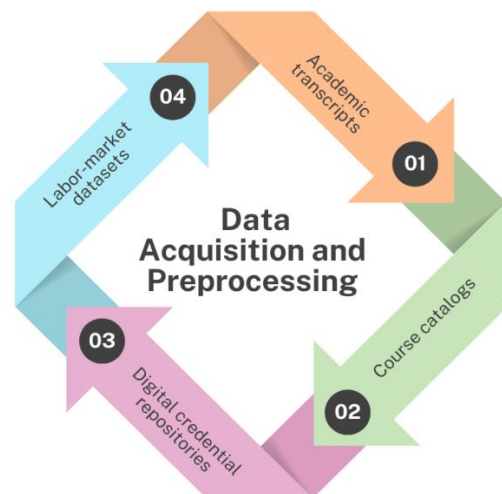 Data
Acquisition and
Preprocessing
Academic
transcripts
01
Course catalogs
02
Digital credential
repositories
03
Labor-market
datasets
04